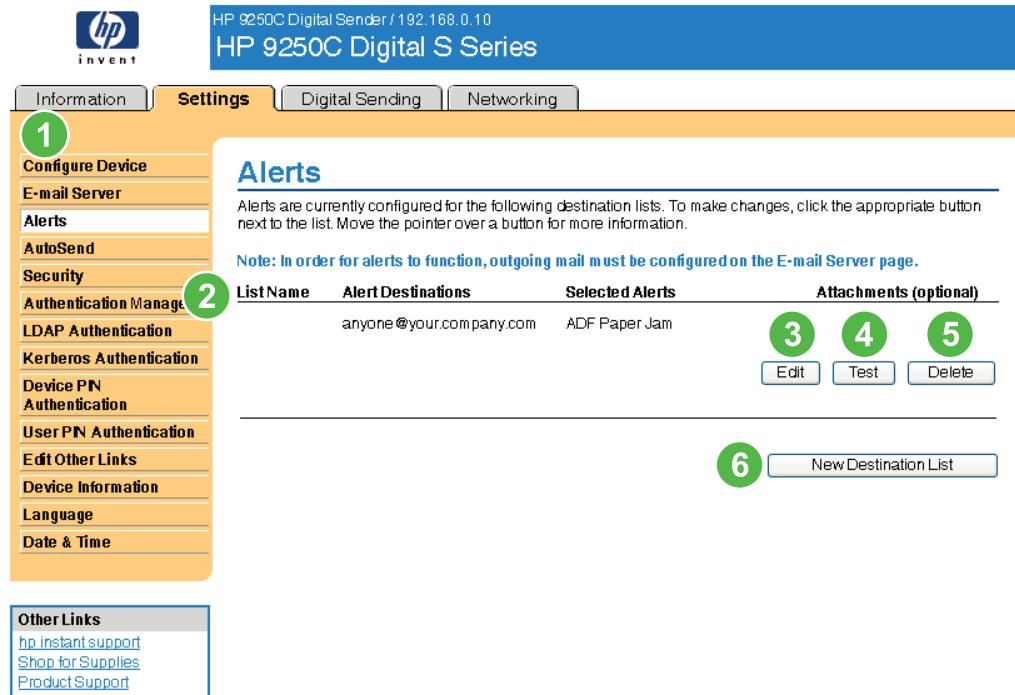 hp
invent
HP 9250C Digital Sender / 192.168.0.10
HP 9250C Digital S Series
Information
Settings
Digital Sending
Networking
1
Configure Device
E-mail Server
Alerts
AutoSend
Security
Authentication Manage
LDAP Authentication
Kerberos Authentication
Device PIN
Authentication
User PIN Authentication
Edit Other Links
Device Information
Language
Date & Time
Other Links
hp instant support
Shop for Supplies
Product Support
Alerts
Alerts are currently configured for the following destination lists. To make changes, click the appropriate button
next to the list. Move the pointer over a button for more information.
Note: In order for alerts to function, outgoing mail must be configured on the E-mail Server page.
2
List Name Alert Destinations Selected Alerts Attachments (optional)
anyone@your.company.com ADF Paper Jam
3 4 5
Edit Test Delete
6 New Destination List